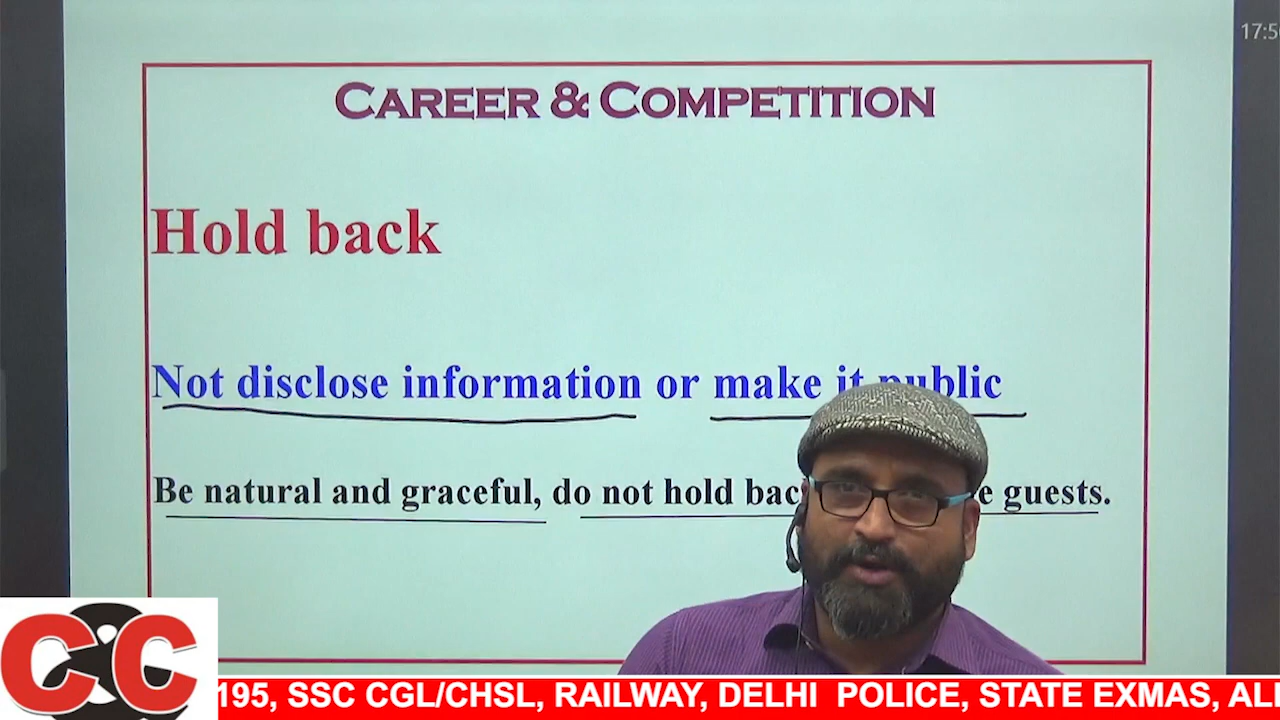 17:5
CAREER & COMPETITION
Hold back
Not disclose information or make it public
Be natural and graceful, do not hold guests.
CC
195, SSC CGL/CHSL, RAILWAY, DELHI POLICE, STATE EXMAS,